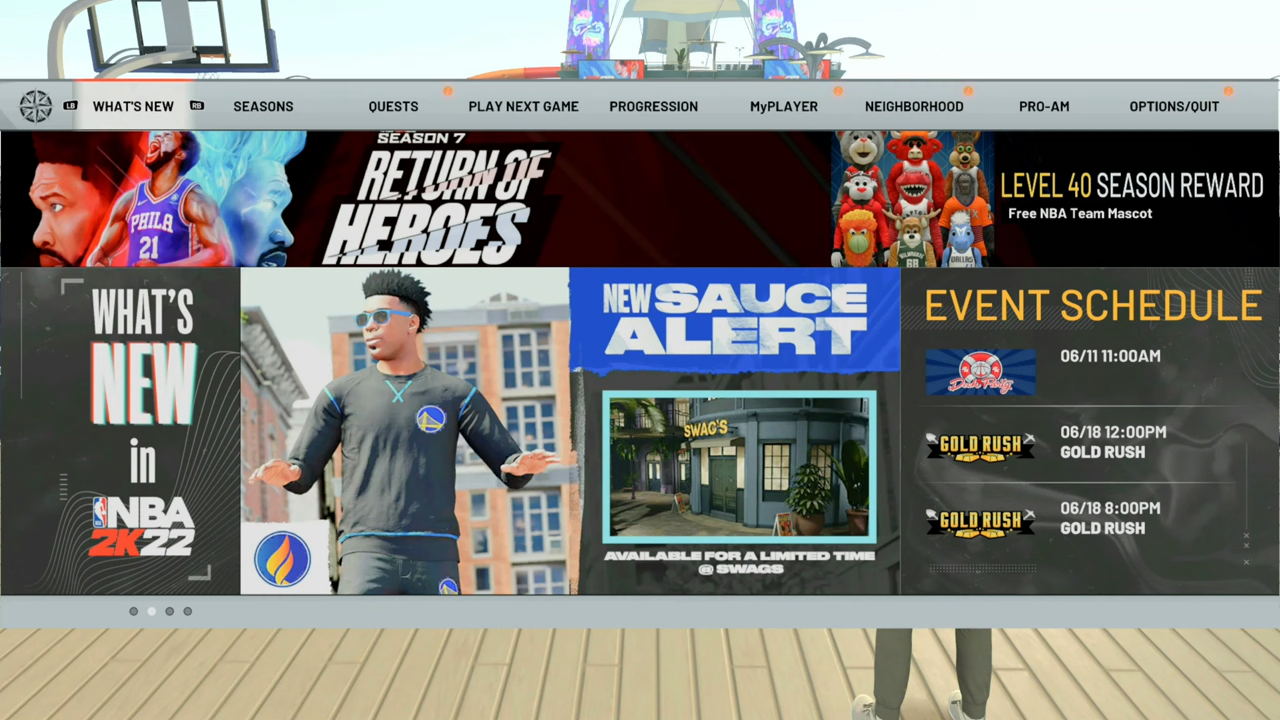 LB
WHAT'S NEW
RB
SEASONS
QUESTS
PLAY NEXT GAME
PROGRESSION
MyPLAYER
NEIGHBORHOOD
PRO-AM
OPTIONS/QUIT
SEASON 7
RETURN OF
HEROES
PHILA
21
LEVEL 40 SEASON REWARD
Free NBA Team Mascot
MILWAUKEE
68
DALLAS
WHAT'S
NEW
in
NBA
2K22
NEW SAUCE
ALERT
SWAG'S
AVAILABLE FOR A LIMITED TIME
@ SWAGS
EVENT SCHEDULE
06/11 11:00AM
GOLD RUSH
06/18 12:00PM
GOLD RUSH
GOLD RUSH
06/18 8:00PM
GOLD RUSH